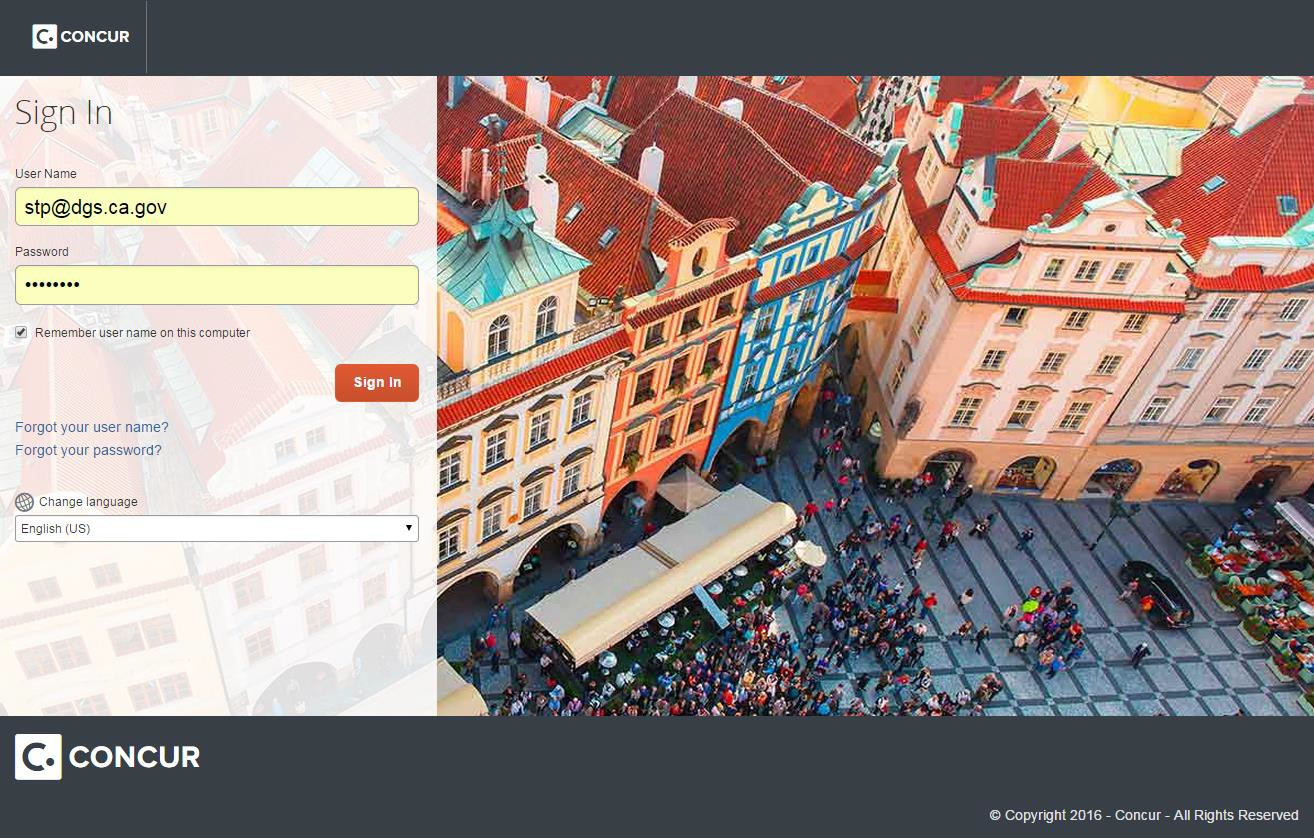 C. CONCUR
Sign In
User Name
stp@dgs.ca.gov
Password
••••••••
Remember user name on this computer
Sign In
Forgot your user name?
Forgot your password?
Change language
English (US)
C. CONCUR
© Copyright 2016 - Concur - All Rights Reserved